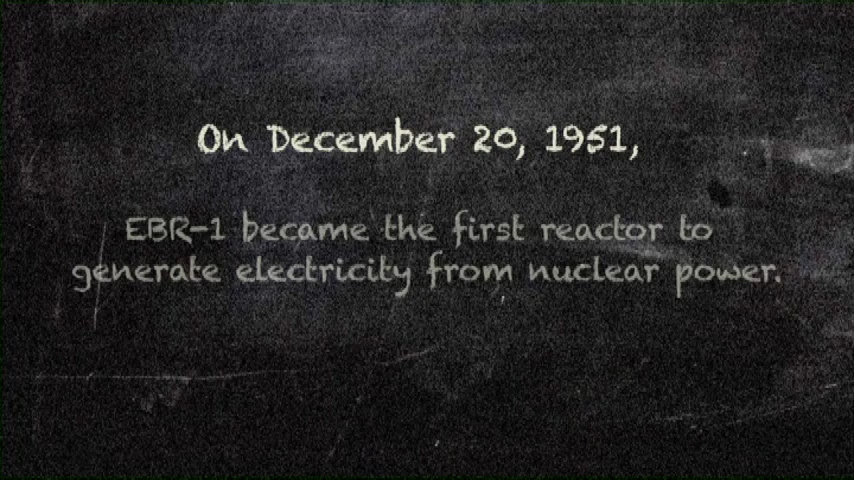 On December 20, 1951,
EBR-1 became the first reactor to
generate electricity from nuclear power.